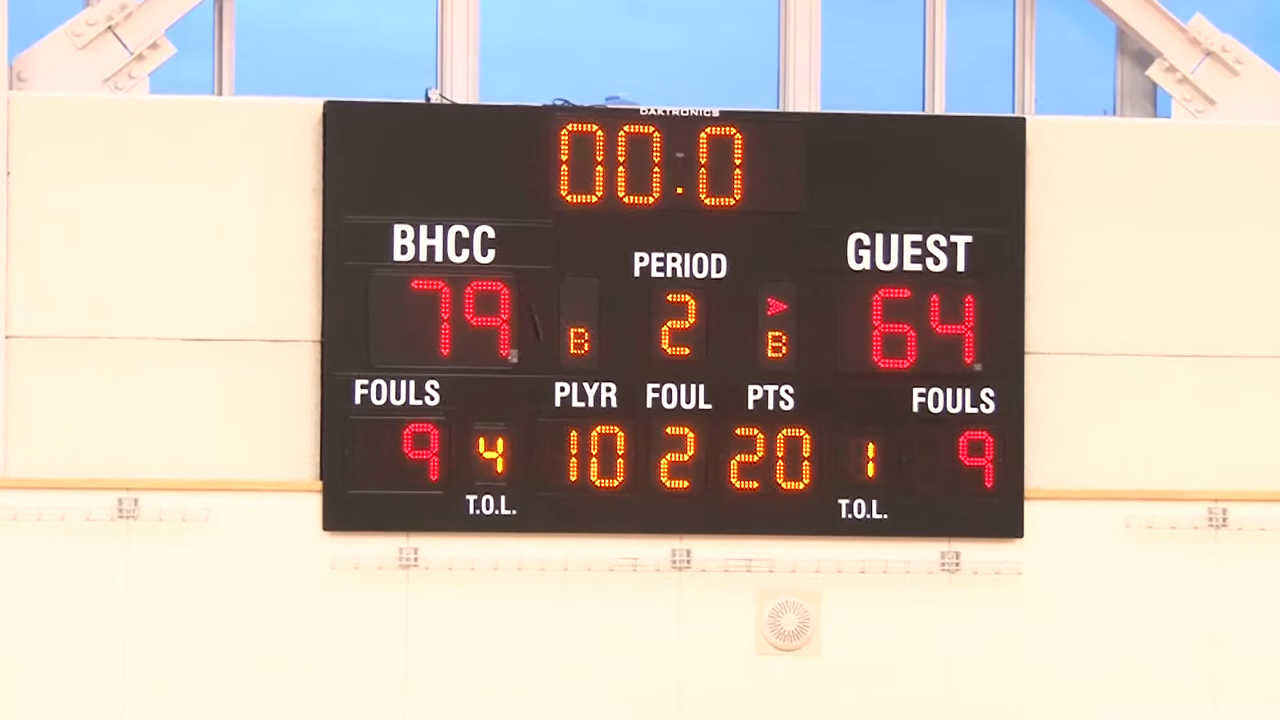 DAKTRONICS
00.0
BHCC PERIOD GUEST
79 B 2 B 64
FOULS PLYR FOUL PTS FOULS
9 4 10 2 20 1 9
T.O.L. T.O.L.